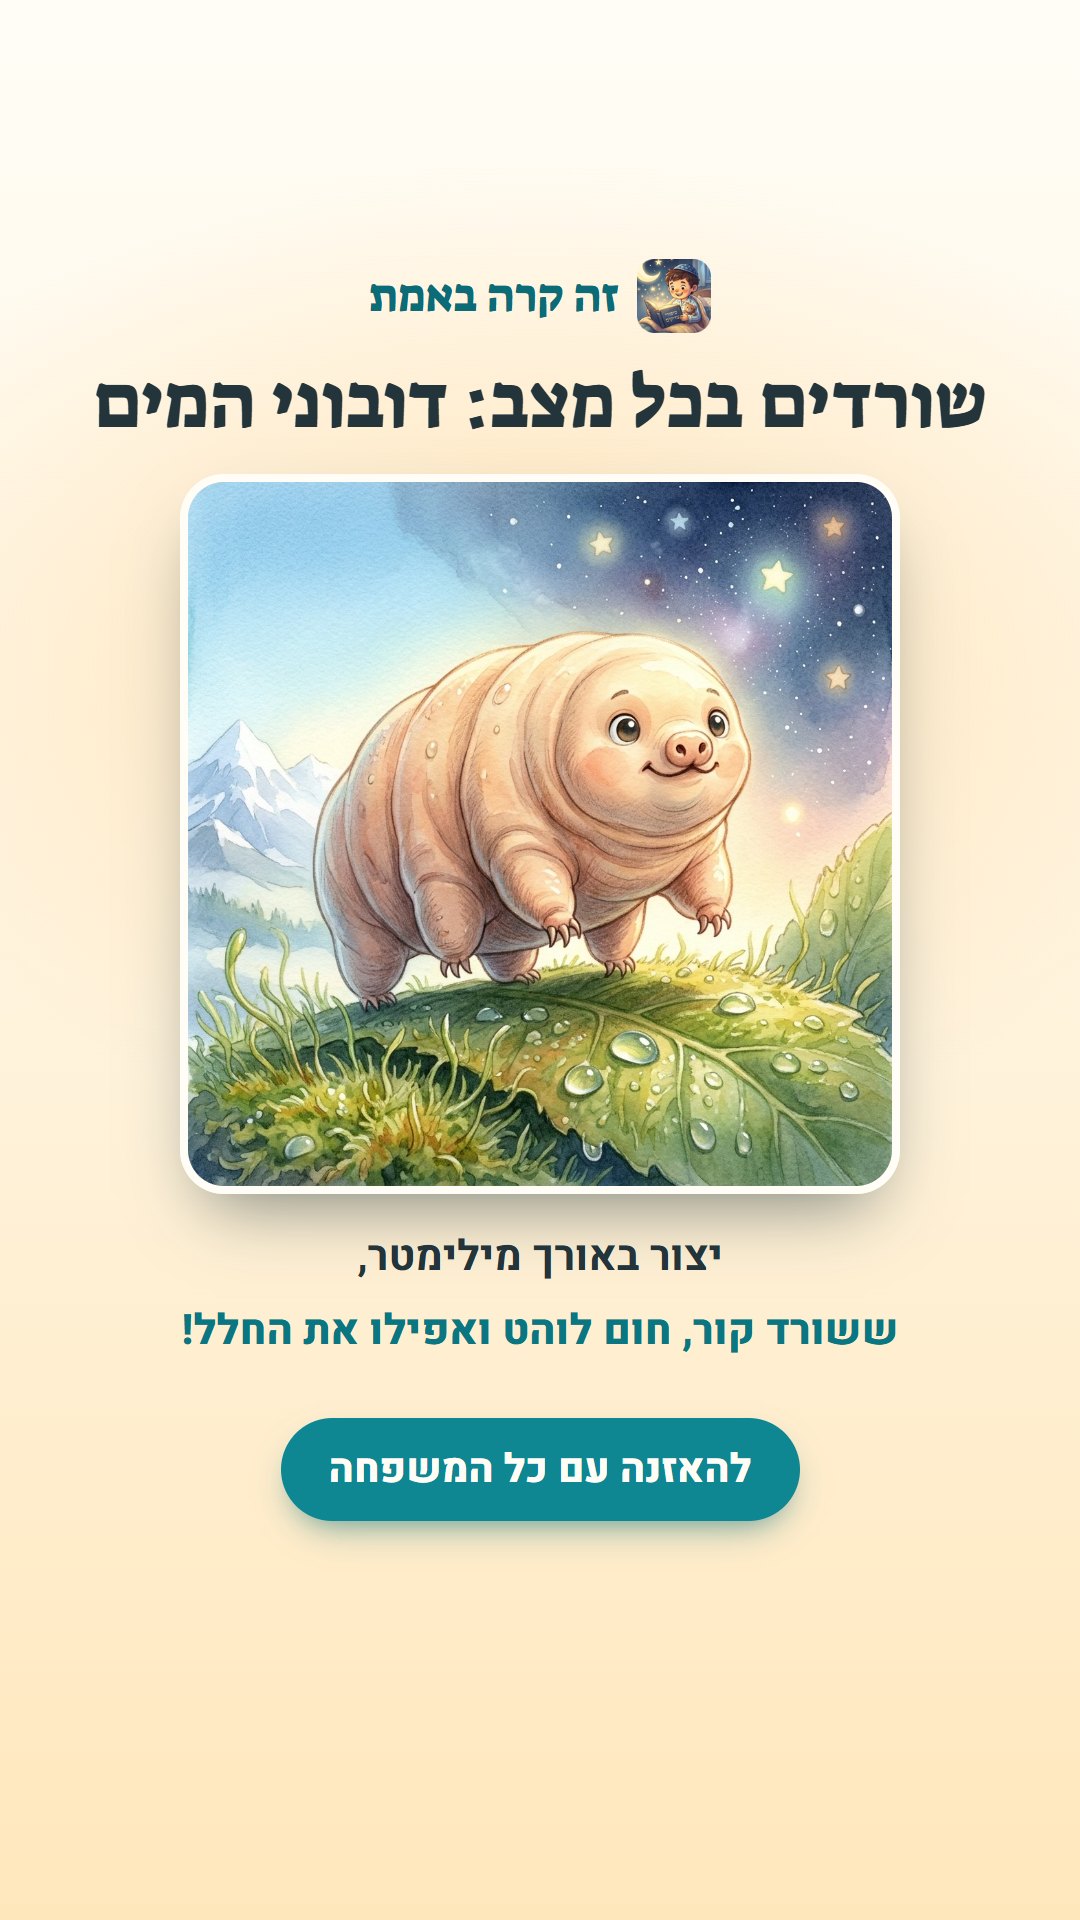 זה קרה באמת
שורדים בכל מצב: דובוני המים
יצור באורך מילימטר,
ששורד קור, חום לוהט ואפילו את החלל!
להאזנה עם כל המשפחה